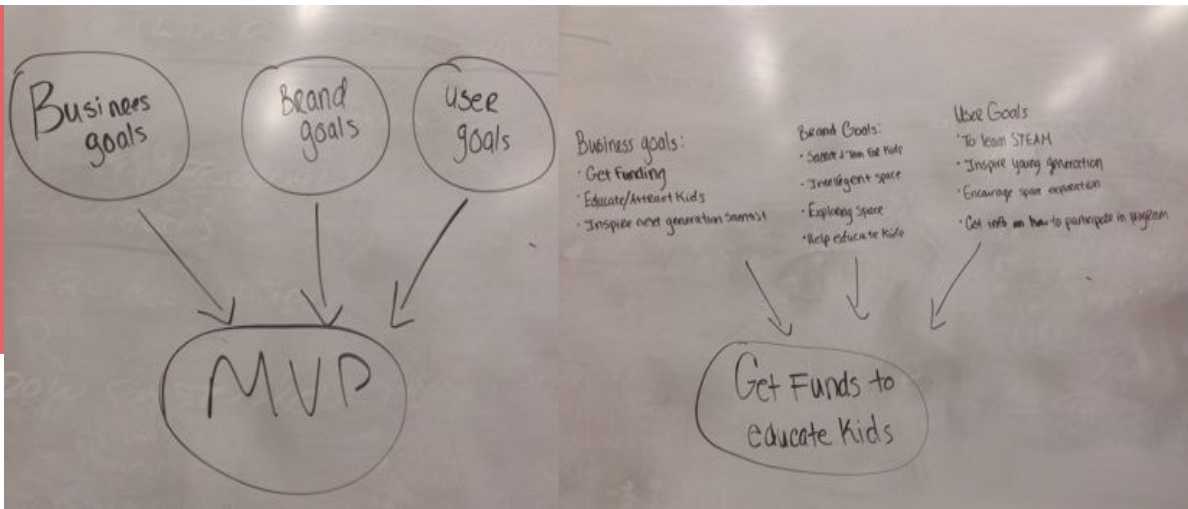 Business
goals
Brand
goals
user
goals
MVP
Business goals:
· Get Funding
· Educate/Attract Kids
· Inspire next generation
Brand Goals:
· for Kids
· space
· Exploring space
· Help educate Kids
User Goals
· To learn STEAM
· Inspire young generation
· Encourage space exploration
· Get info on how to participate in program
Get Funds to
educate Kids